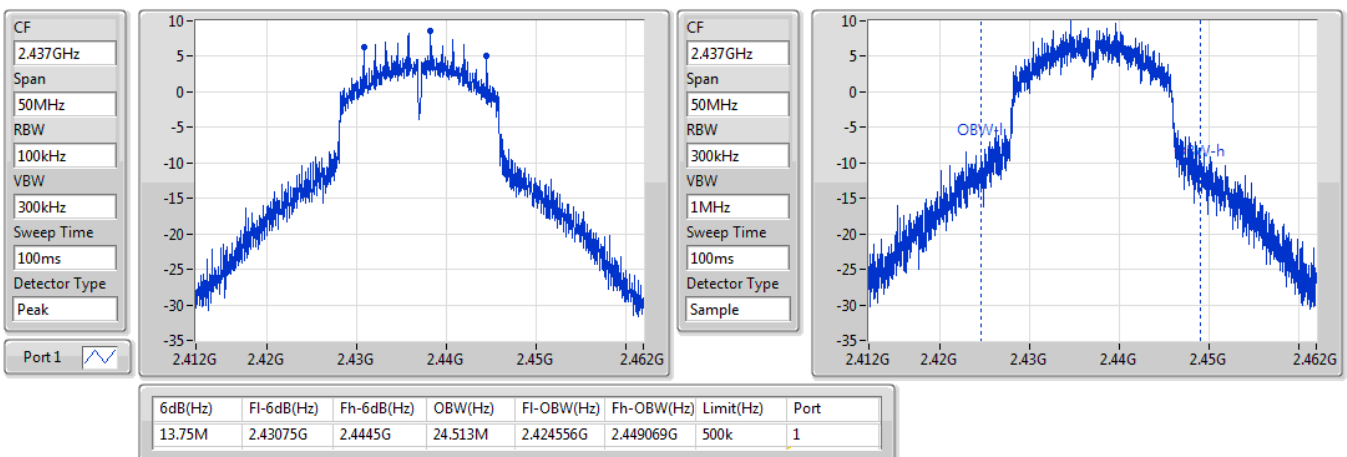 CF
2.437GHz
Span
50MHz
RBW
100kHz
VBW
300kHz
Sweep Time
100ms
Detector Type
Peak
Port 1
10
5
0
-5
-10
-15
-20
-25
-30
-35
2.412G 2.42G 2.43G 2.44G 2.45G 2.462G
CF
2.437GHz
Span
50MHz
RBW
300kHz
VBW
1MHz
Sweep Time
100ms
Detector Type
Sample
10
5
0
-5
-10
-15
-20
-25
-30
-35
OBW-l
2.412G 2.42G 2.43G 2.44G 2.45G 2.462G
6dB(Hz) Fl-6dB(Hz) Fh-6dB(Hz) OBW(Hz) Fl-OBW(Hz) Fh-OBW(Hz) Limit(Hz) Port
13.75M 2.43075G 2.4445G 24.513M 2.424556G 2.449069G 500k 1